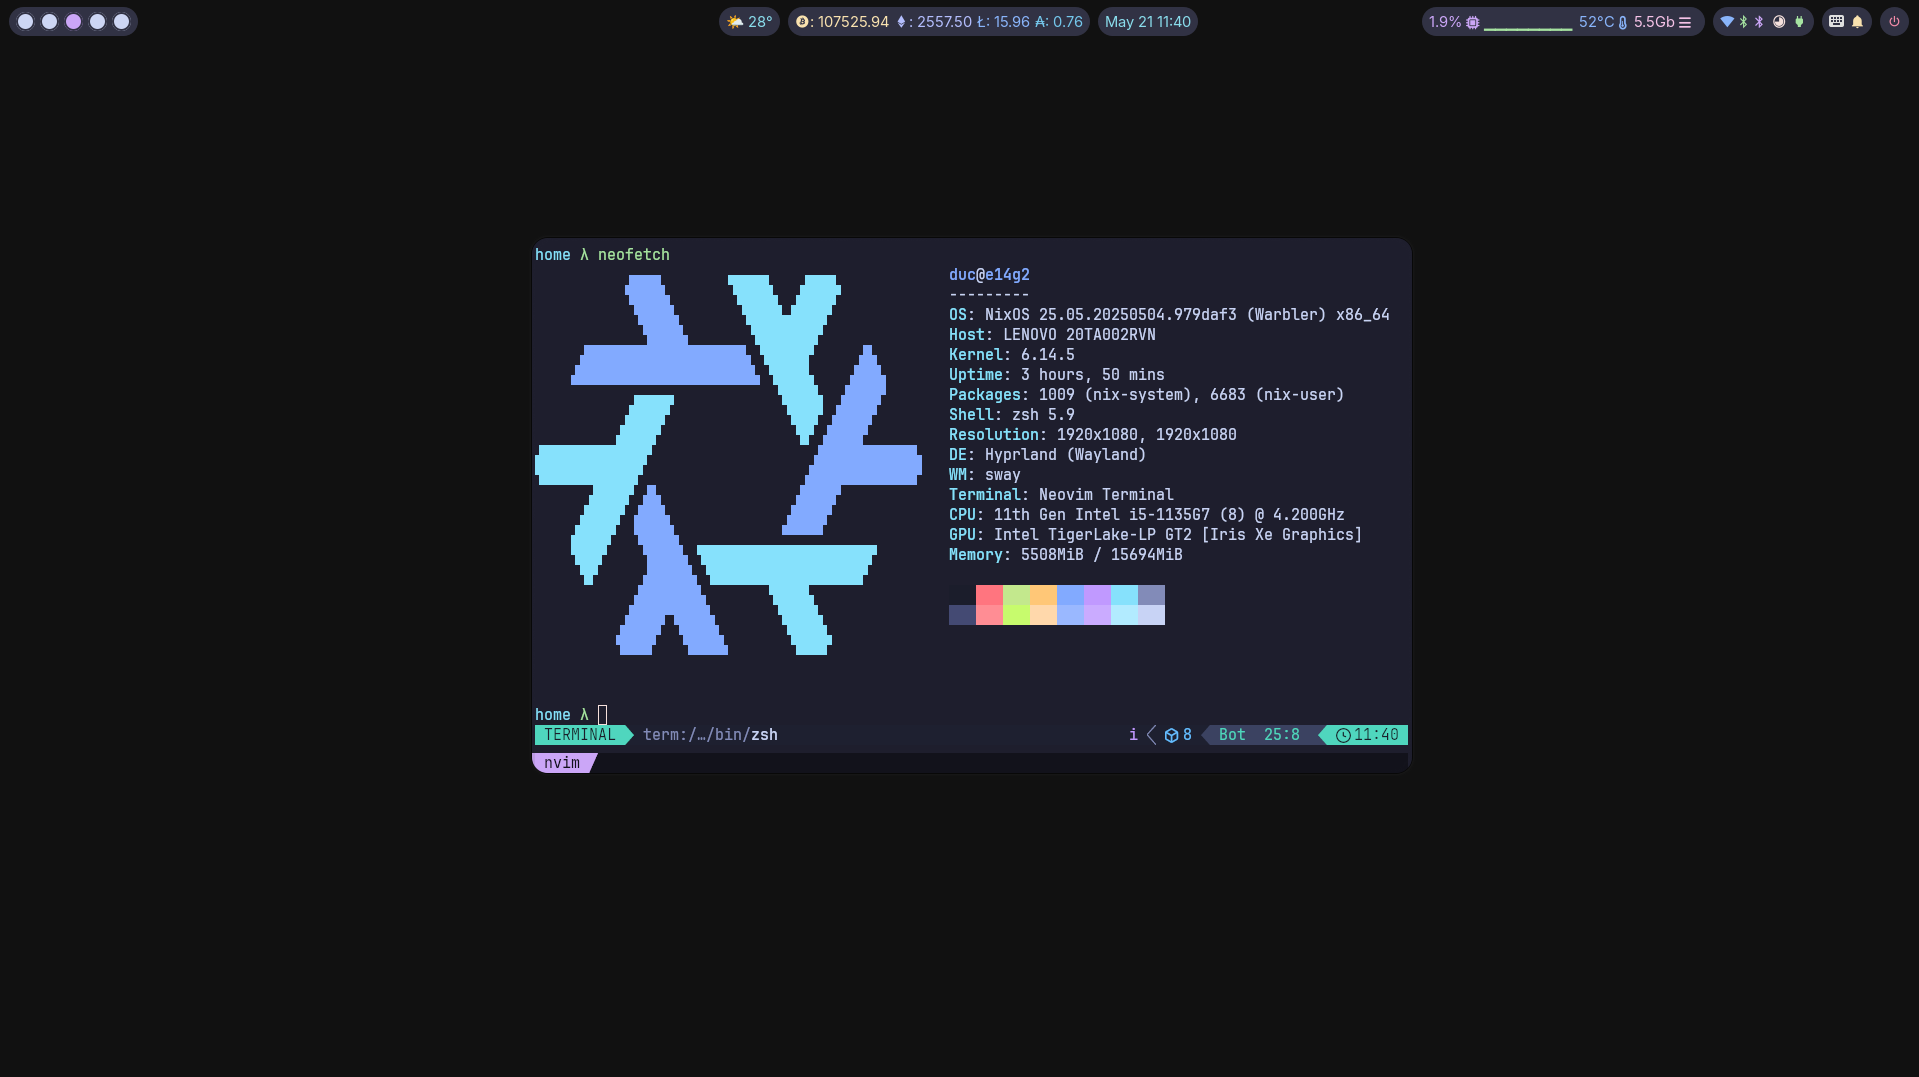 28°
: 107525.94 : 2557.50 Ł: 15.96 ₳: 0.76
May 21 11:40
1.9% 52°C 5.5Gb
home λ neofetch
duc@e14g2
---------
OS: NixOS 25.05.20250504.979daf3 (Warbler) x86_64
Host: LENOVO 20TA002RVN
Kernel: 6.14.5
Uptime: 3 hours, 50 mins
Packages: 1009 (nix-system), 6683 (nix-user)
Shell: zsh 5.9
Resolution: 1920x1080, 1920x1080
DE: Hyprland (Wayland)
WM: sway
Terminal: Neovim Terminal
CPU: 11th Gen Intel i5-1135G7 (8) @ 4.200GHz
GPU: Intel TigerLake-LP GT2 [Iris Xe Graphics]
Memory: 5508MiB / 15694MiB
home λ
TERMINAL term:/…/bin/zsh i 8 Bot 25:8 11:40
nvim